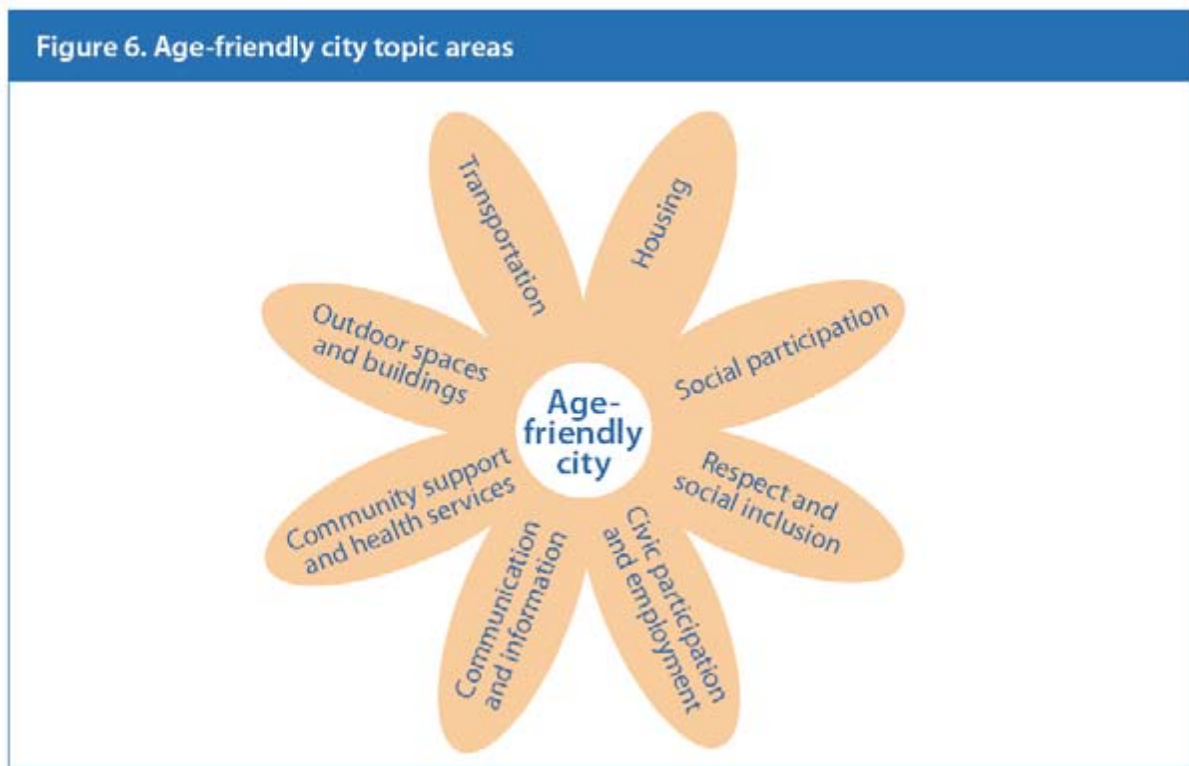 Figure 6. Age-friendly city topic areas
Transportation
Housing
Social participation
Respect and
social inclusion
Civic participation
and employment
Communication
and information
Community support
and health services
Outdoor spaces
and buildings
Age-
friendly
city